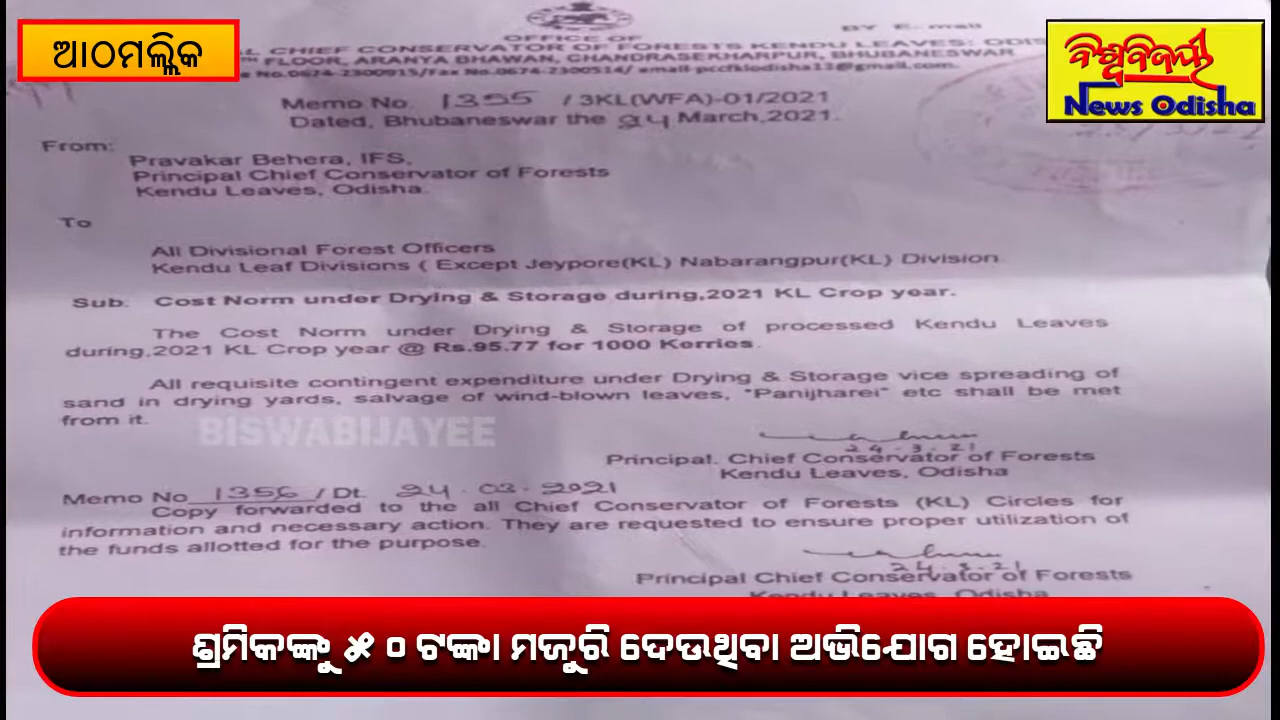 ଆଠମଲ୍ଲିକ
ବିଶ୍ୱବିଜୟୀ
News Odisha
BY E. mail
OFFICE OF
AL CHIEF CONSERVATOR OF FORESTS KENDU LEAVES: ODIS
FLOOR, ARANYA BHAWAN, CHANDRASEKHARPUR, BHUBANESWAR
e No.0674-2300915/Fax No.0674-2300514/ email-pccfklodisha13@gmail.com.
Memo No. 1355 / 3KL(WFA)-01/2021
Dated, Bhubaneswar the 24 March,2021.
From:
Pravakar Behera, IFS,
Principal Chief Conservator of Forests
Kendu Leaves, Odisha.
To
All Divisional Forest Officers
Kendu Leaf Divisions ( Except Jeypore(KL) Nabarangpur(KL) Division
Sub. Cost Norm under Drying & Storage during,2021 KL Crop year.
The Cost Norm under Drying & Storage of processed Kendu Leaves
during,2021 KL Crop year @ Rs.95.77 for 1000 Kerries.
All requisite contingent expenditure under Drying & Storage vice spreading of
sand in drying yards, salvage of wind-blown leaves, "Panijharei" etc shall be met
from it.
BISWABIJAYEE
24.3.21
Principal. Chief Conservator of Forests
Kendu Leaves, Odisha
Memo No 1356 / Dt. 24.03.2021
Copy forwarded to the all Chief Conservator of Forests (KL) Circles for
information and necessary action. They are requested to ensure proper utilization of
the funds allotted for the purpose.
24.3.21
Principal Chief Conservator of Forests
Kendu Leaves, Odisha
ଶ୍ରମିକଙ୍କୁ ୫୦ ଟଙ୍କା ମଜୁରି ଦେଉଥିବା ଅଭିଯୋଗ ହୋଇଛି